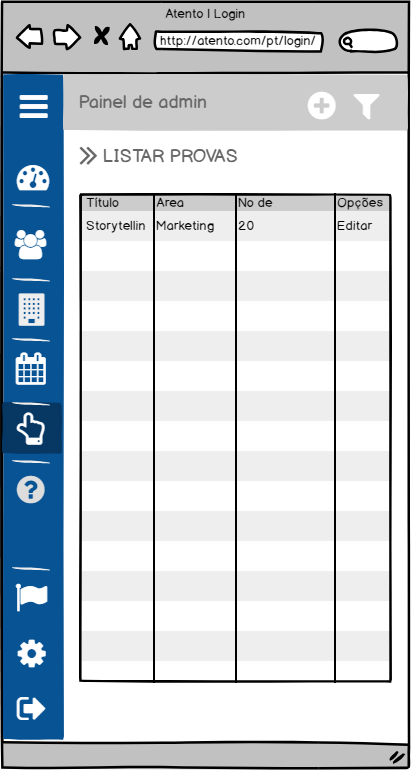 Atento | Login
http://atento.com/pt/login/
Painel de admin
LISTAR PROVAS
Título Area No de Opções
Storytellin Marketing 20 Editar